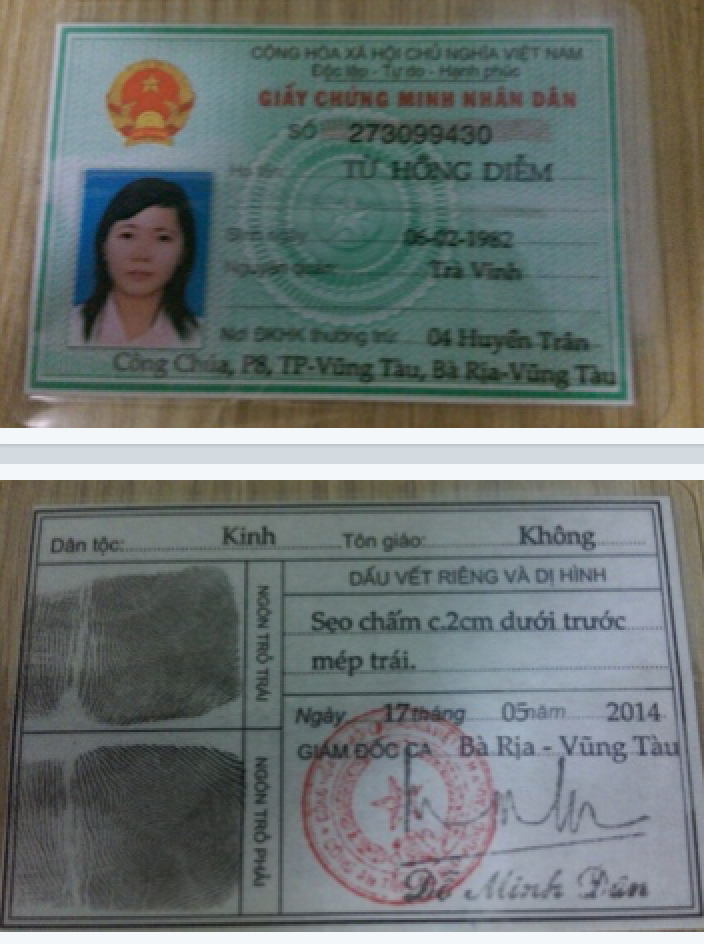 CỘNG HÒA XÃ HỘI CHỦ NGHĨA VIỆT NAM
Độc lập - Tự do - Hạnh phúc
GIẤY CHỨNG MINH NHÂN DÂN
SỐ 273099430
Họ tên: TỪ HỒNG DIỄM
Sinh ngày 06-02-1982
Nguyên quán: Trà Vinh
Nơi ĐKHK thường trú: 04 Huyền Trân
Công Chúa, P8, TP-Vũng Tàu, Bà Rịa-Vũng Tàu
Dân tộc: Kinh Tôn giáo: Không
NGÓN TRỎ TRÁI
NGÓN TRỎ PHẢI
DẤU VẾT RIÊNG VÀ DỊ HÌNH
Sẹo chấm c.2cm dưới trước
mép trái.
Ngày 17 tháng 05 năm 2014
GIÁM ĐỐC CA Bà Rịa - Vũng Tàu
Minh